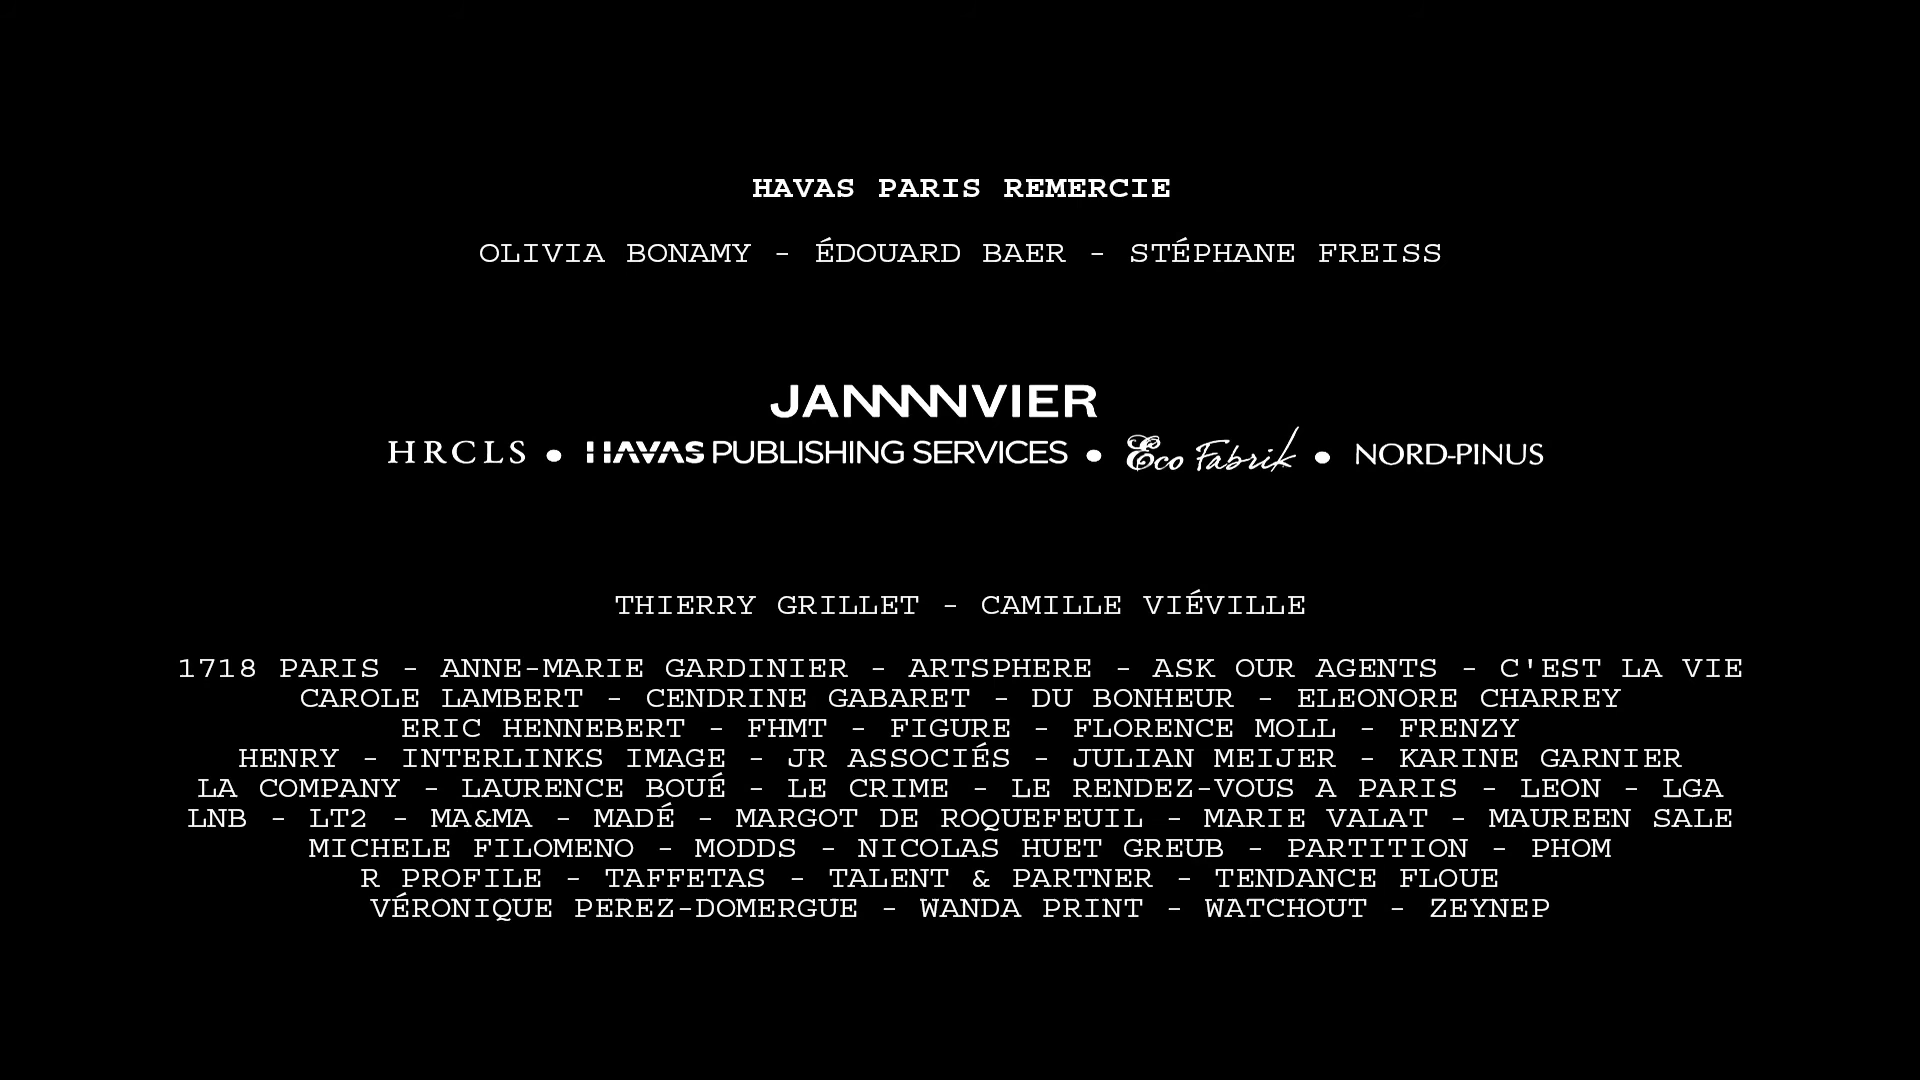 HAVAS PARIS REMERCIE
OLIVIA BONAMY - ÉDOUARD BAER - STÉPHANE FREISS
JANNNNVIER
HRCLS • HAVAS PUBLISHING SERVICES • Eco Fabrik • NORD-PINUS
THIERRY GRILLET - CAMILLE VIÉVILLE
1718 PARIS - ANNE-MARIE GARDINIER - ARTSPHERE - ASK OUR AGENTS - C'EST LA VIE
CAROLE LAMBERT - CENDRINE GABARET - DU BONHEUR - ELEONORE CHARREY
ERIC HENNEBERT - FHMT - FIGURE - FLORENCE MOLL - FRENZY
HENRY - INTERLINKS IMAGE - JR ASSOCIÉS - JULIAN MEIJER - KARINE GARNIER
LA COMPANY - LAURENCE BOUÉ - LE CRIME - LE RENDEZ-VOUS A PARIS - LEON - LGA
LNB - LT2 - MA&MA - MADÉ - MARGOT DE ROQUEFEUIL - MARIE VALAT - MAUREEN SALE
MICHELE FILOMENO - MODDS - NICOLAS HUET GREUB - PARTITION - PHOM
R PROFILE - TAFFETAS - TALENT & PARTNER - TENDANCE FLOUE
VÉRONIQUE PEREZ-DOMERGUE - WANDA PRINT - WATCHOUT - ZEYNEP